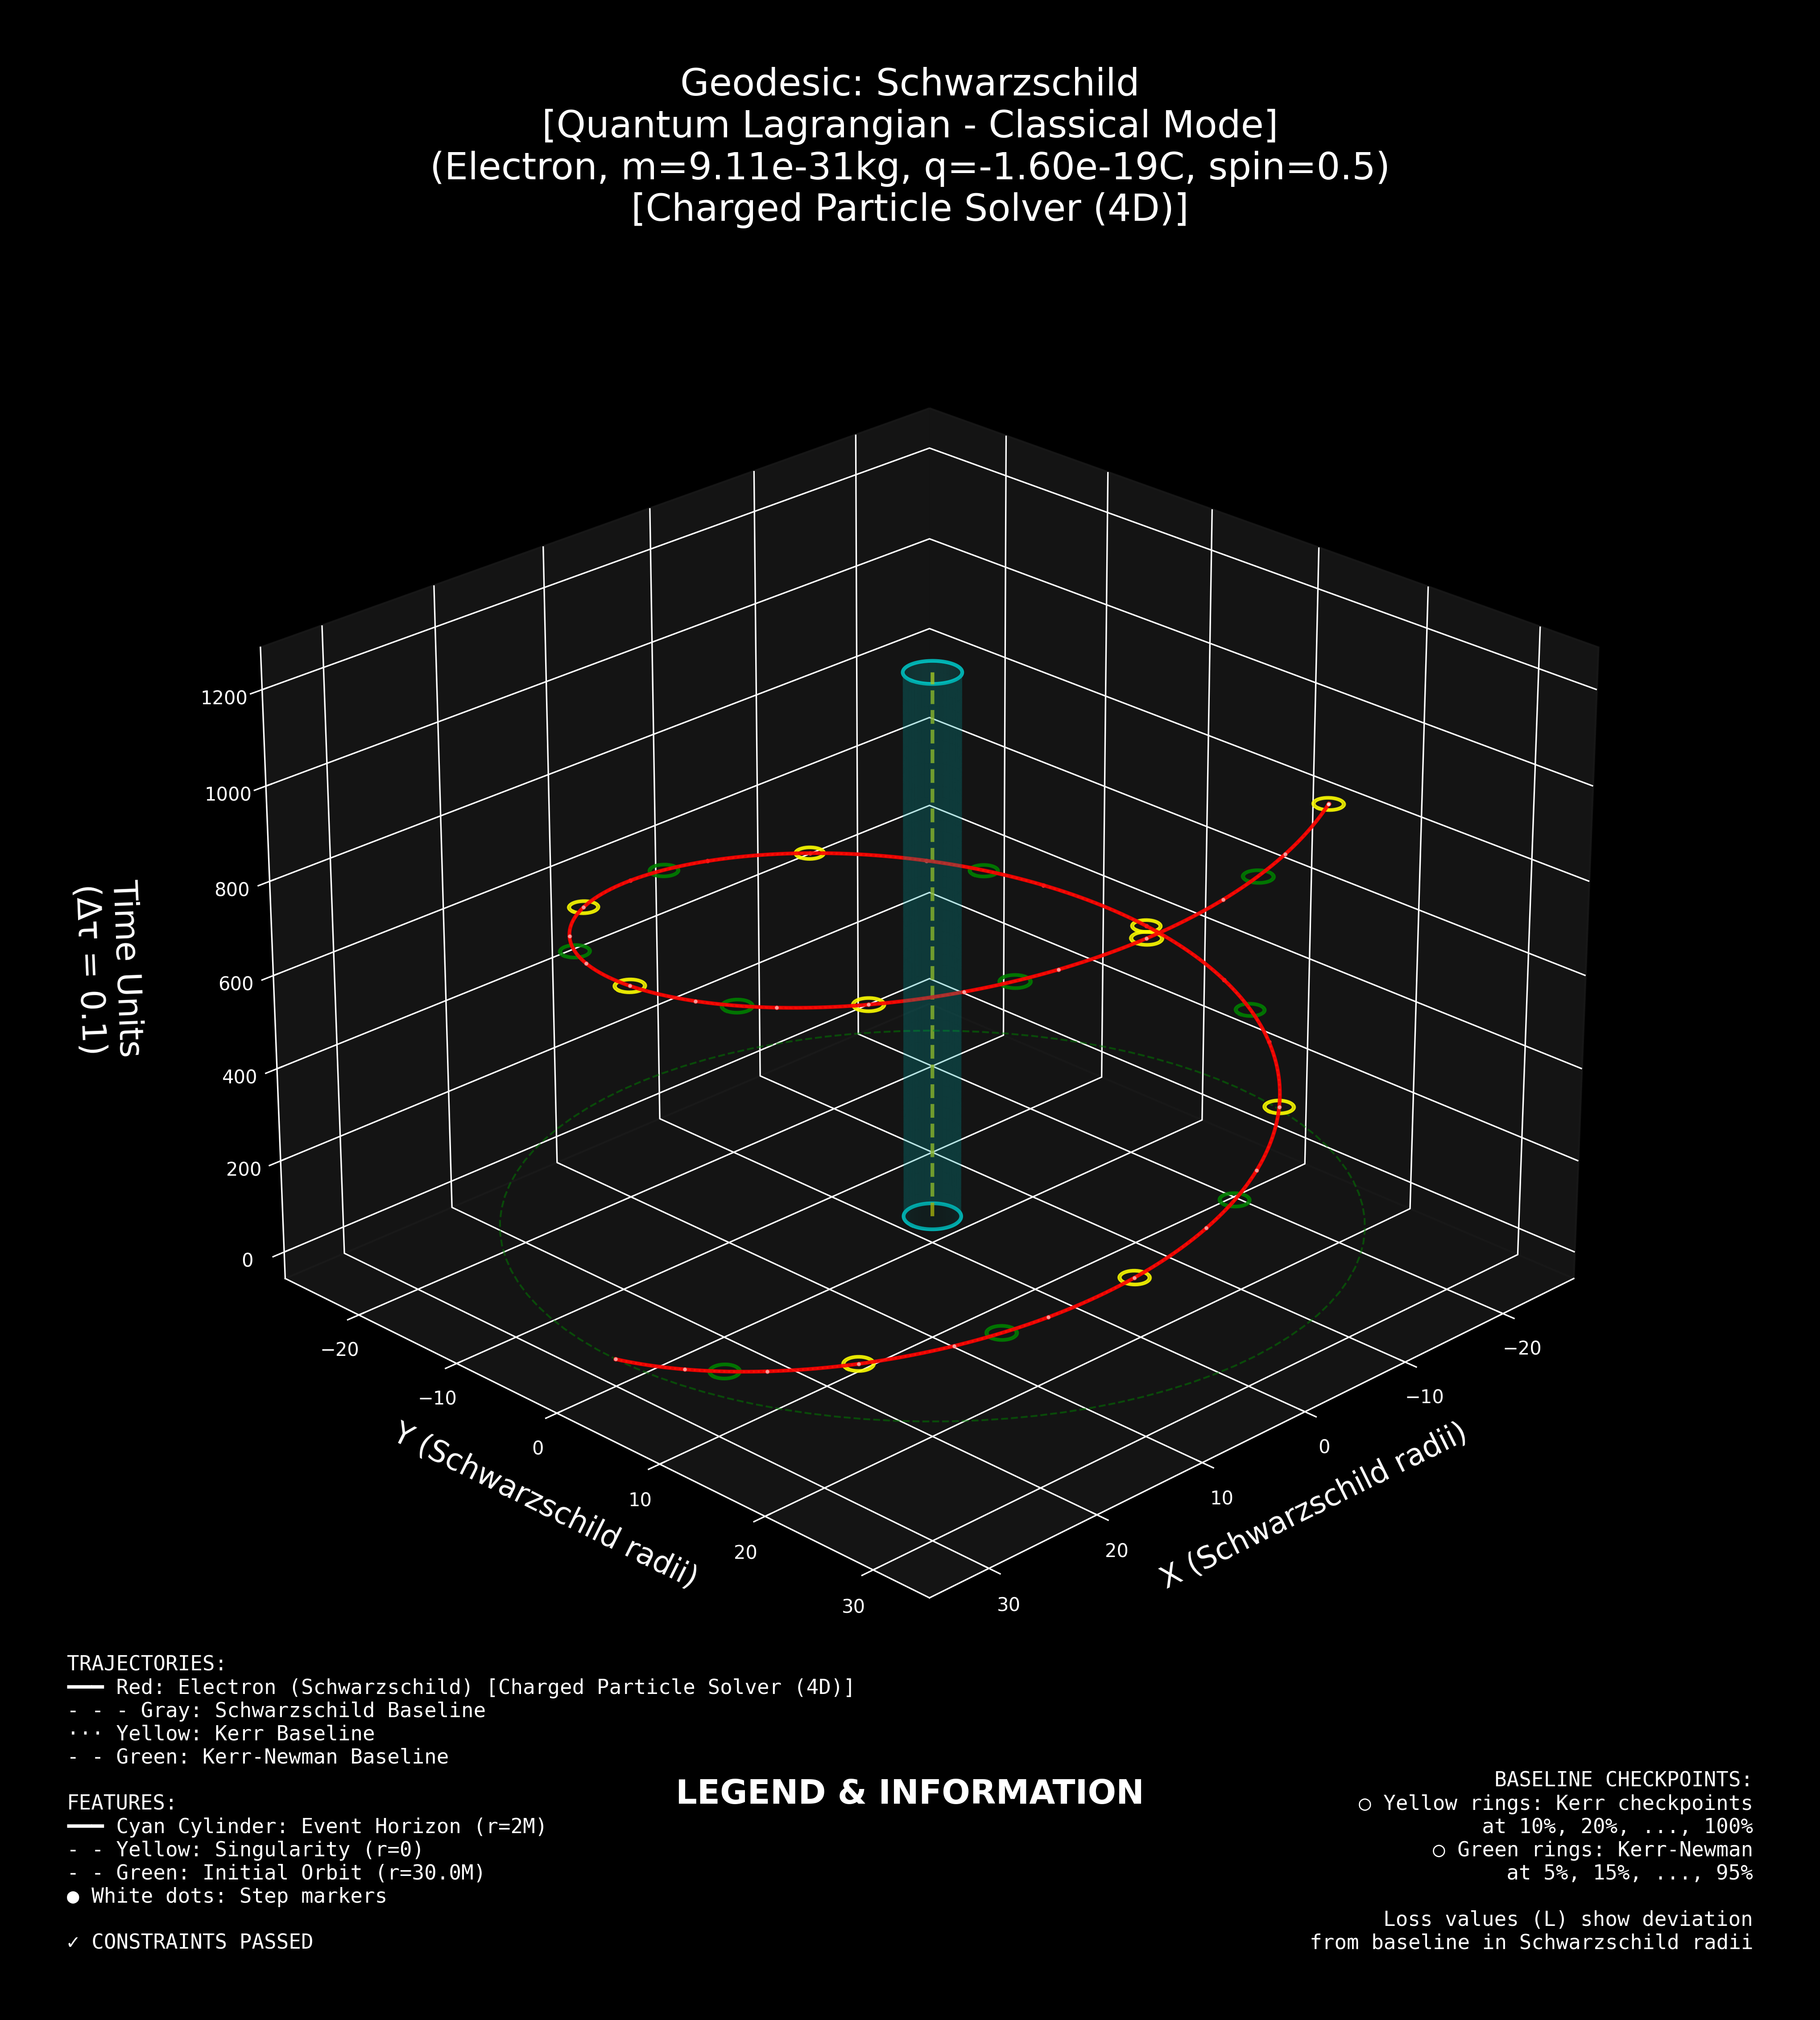 Geodesic: Schwarzschild
[Quantum Lagrangian - Classical Mode]
(Electron, m=9.11e-31kg, q=-1.60e-19C, spin=0.5)
[Charged Particle Solver (4D)]
1200
1000
800
600
400
200
0
Time Units
(Δτ = 0.1)
−20
−10
0
10
20
30
Y (Schwarzschild radii)
−20
−10
0
10
20
30
X (Schwarzschild radii)
TRAJECTORIES:
━━━ Red: Electron (Schwarzschild) [Charged Particle Solver (4D)]
- - - Gray: Schwarzschild Baseline
··· Yellow: Kerr Baseline
- - Green: Kerr-Newman Baseline
FEATURES:
━━━ Cyan Cylinder: Event Horizon (r=2M)
- - Yellow: Singularity (r=0)
- - Green: Initial Orbit (r=30.0M)
● White dots: Step markers
✓ CONSTRAINTS PASSED
LEGEND & INFORMATION
BASELINE CHECKPOINTS:
○ Yellow rings: Kerr checkpoints
at 10%, 20%, ..., 100%
○ Green rings: Kerr-Newman
at 5%, 15%, ..., 95%
Loss values (L) show deviation
from baseline in Schwarzschild radii